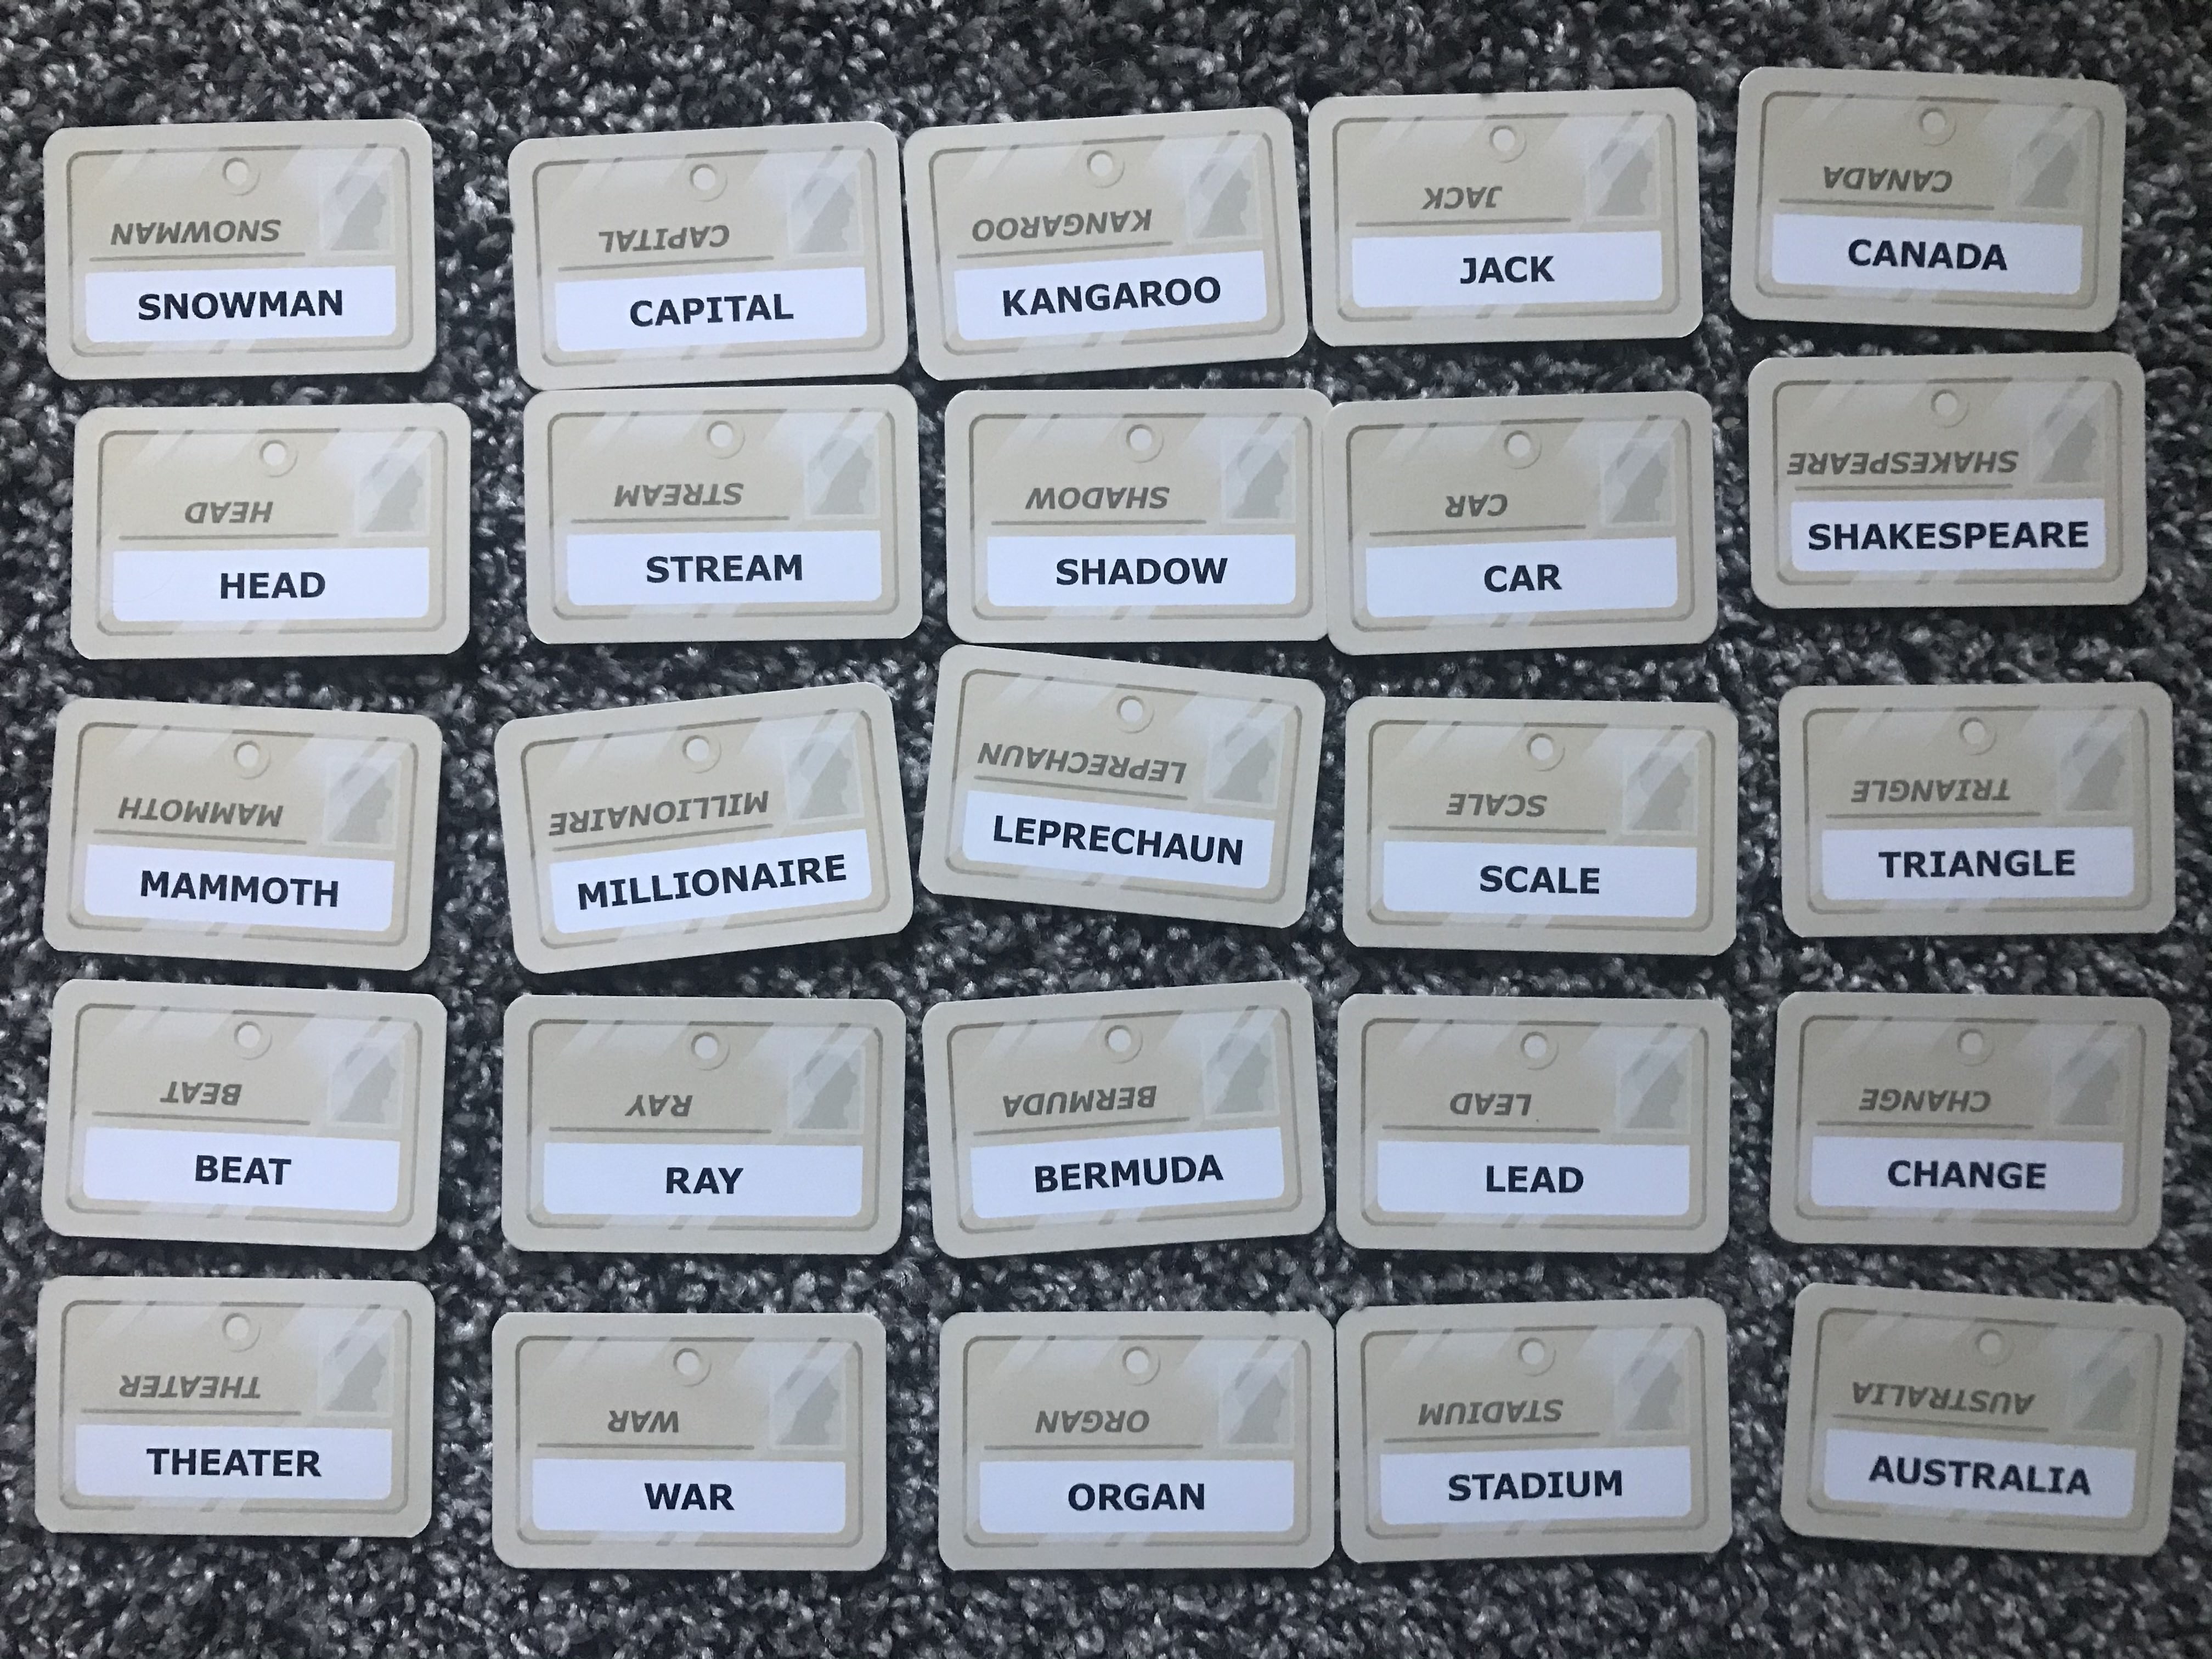 SNOWMAN
SNOWMAN
CAPITAL
CAPITAL
KANGAROO
KANGAROO
JACK
JACK
CANADA
CANADA
HEAD
HEAD
STREAM
STREAM
SHADOW
SHADOW
CAR
CAR
SHAKESPEARE
SHAKESPEARE
MAMMOTH
MAMMOTH
MILLIONAIRE
MILLIONAIRE
LEPRECHAUN
LEPRECHAUN
SCALE
SCALE
TRIANGLE
TRIANGLE
BEAT
BEAT
RAY
RAY
BERMUDA
BERMUDA
LEAD
LEAD
CHANGE
CHANGE
THEATER
THEATER
WAR
WAR
ORGAN
ORGAN
STADIUM
STADIUM
AUSTRALIA
AUSTRALIA